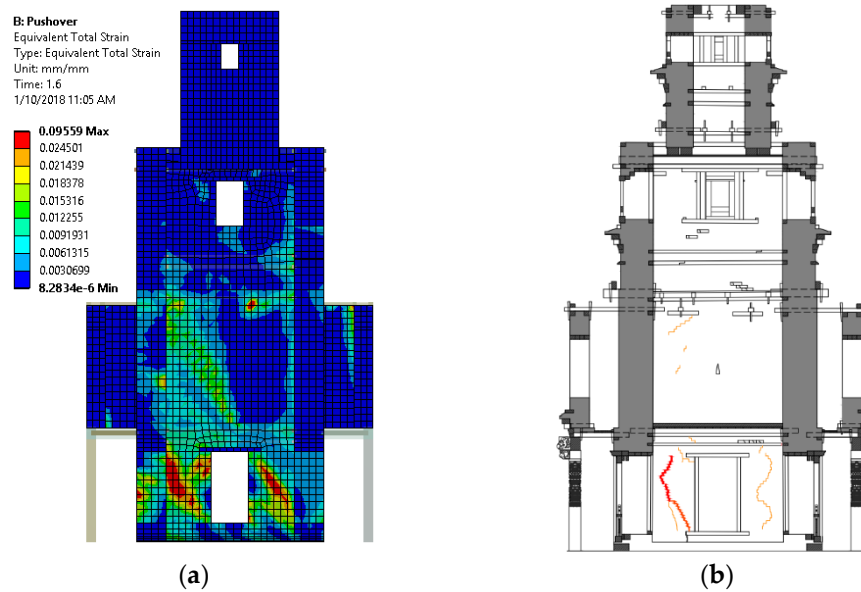 B: Pushover
Equivalent Total Strain
Type: Equivalent Total Strain
Unit: mm/mm
Time: 1.6
1/10/2018 11:05 AM
0.09559 Max
0.024501
0.021439
0.018378
0.015316
0.012255
0.0091931
0.0061315
0.0030699
8.2834e-6 Min
(a)
(b)